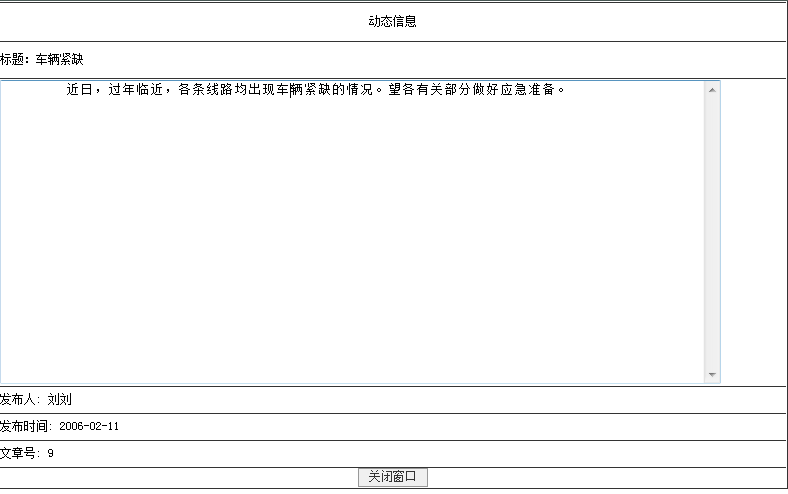 动态信息
标题：车辆紧缺
近日，过年临近，各条线路均出现车辆紧缺的情况。望各有关部分做好应急准备。
发布人: 刘刘
发布时间: 2006-02-11
文章号: 9
关闭窗口